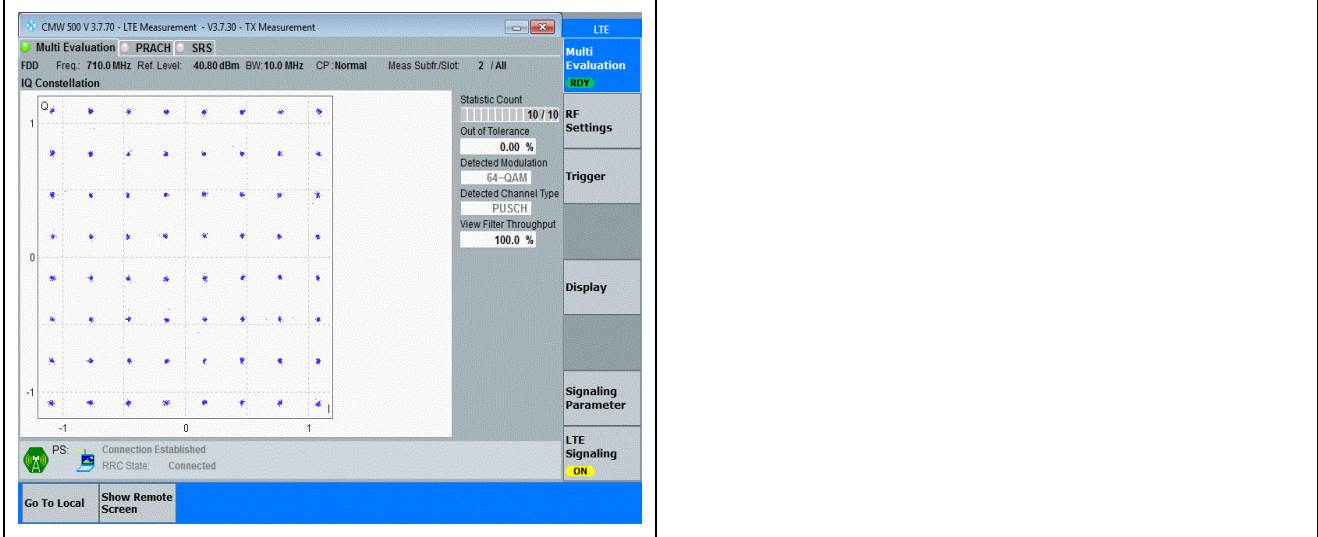 CMW 500 V 3.7.70 - LTE Measurement - V3.7.30 - TX Measurement
LTE
Multi Evaluation PRACH SRS
Multi
Evaluation
RDY
FDD Freq.: 710.0 MHz Ref. Level: 40.80 dBm BW: 10.0 MHz CP :Normal Meas Subfr./Slot: 2 / All
IQ Constellation
Q
1
0
-1
-1 0 1
I
Statistic Count
10 / 10
Out of Tolerance
0.00 %
Detected Modulation
64-QAM
Detected Channel Type
PUSCH
View Filter Throughput
100.0 %
RF
Settings
Trigger
Display
Signaling
Parameter
LTE
Signaling
ON
PS: Connection Established
RRC State: Connected
Go To Local
Show Remote
Screen